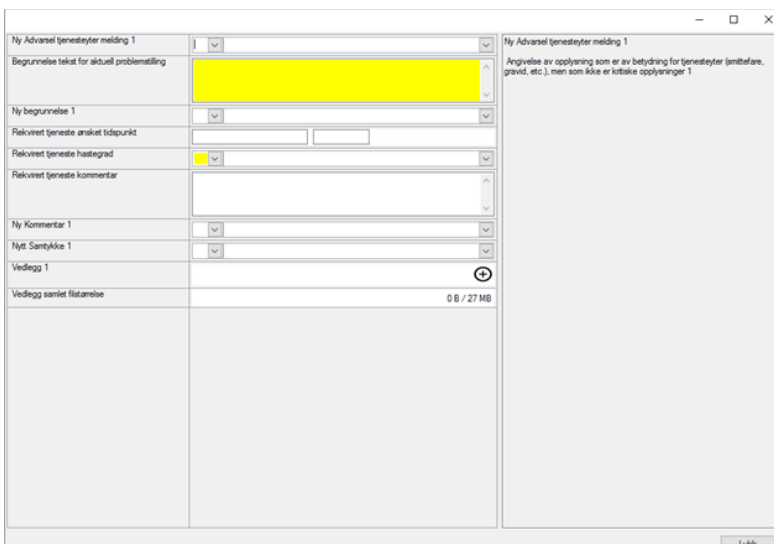 Ny Advarsel tjenesteyter melding 1
Ny Advarsel tjenesteyter melding 1
Angivelse av opplysning som er av betydning for tjenesteyter (smittefare,
gravid, etc.), men som ikke er kritiske opplysninger 1
Begrunnelse tekst for aktuell problemstilling
Ny begrunnelse 1
Rekvirert tjeneste ønsket tidspunkt
Rekvirert tjeneste hastegrad
Rekvirert tjeneste kommentar
Ny Kommentar 1
Nytt Samtykke 1
Vedlegg 1
Vedlegg samlet filstørrelse
0 B / 27 MB